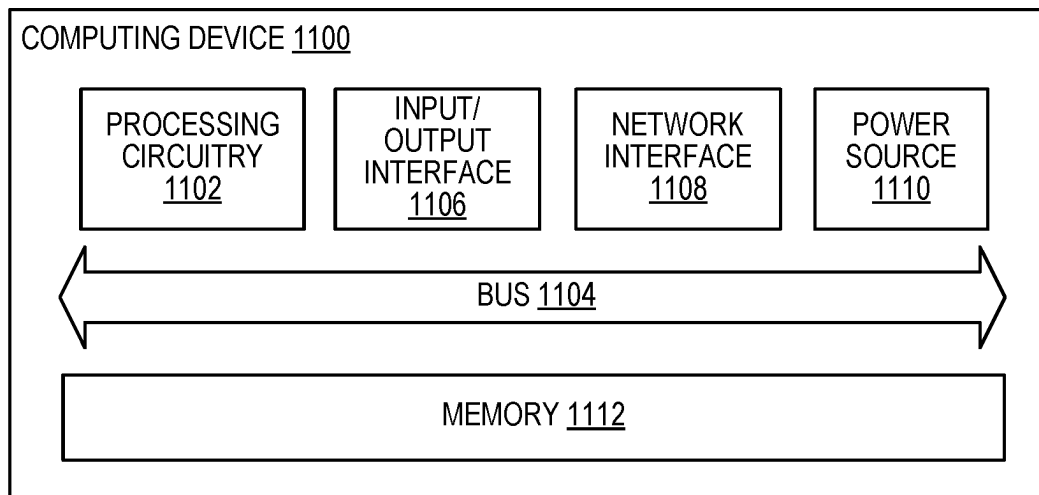 COMPUTING DEVICE 1100
PROCESSING
CIRCUITRY
1102
INPUT/
OUTPUT
INTERFACE
1106
NETWORK
INTERFACE
1108
POWER
SOURCE
1110
BUS 1104
MEMORY 1112